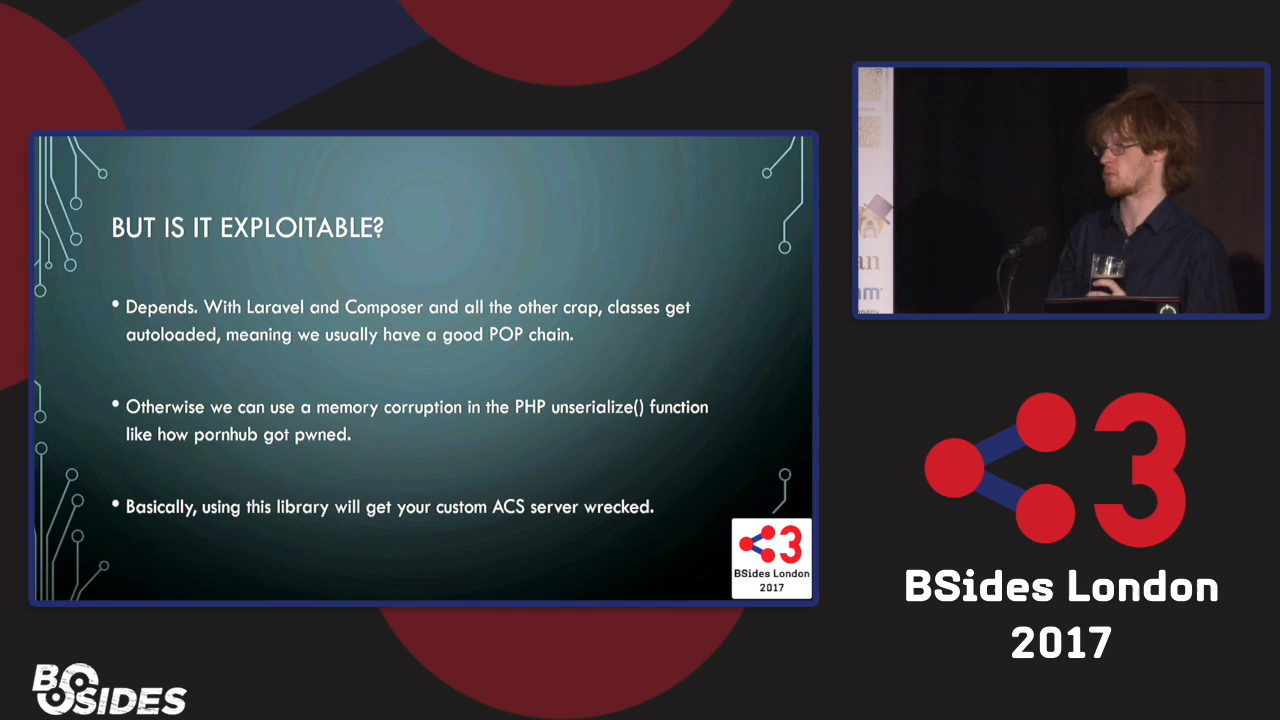 BUT IS IT EXPLOITABLE?
• Depends. With Laravel and Composer and all the other crap, classes get
autoloaded, meaning we usually have a good POP chain.
• Otherwise we can use a memory corruption in the PHP unserialize() function
like how pornhub got pwned.
• Basically, using this library will get your custom ACS server wrecked.
<3
BSides London
2017
an
m
<3
BSides London
2017
BSIDES